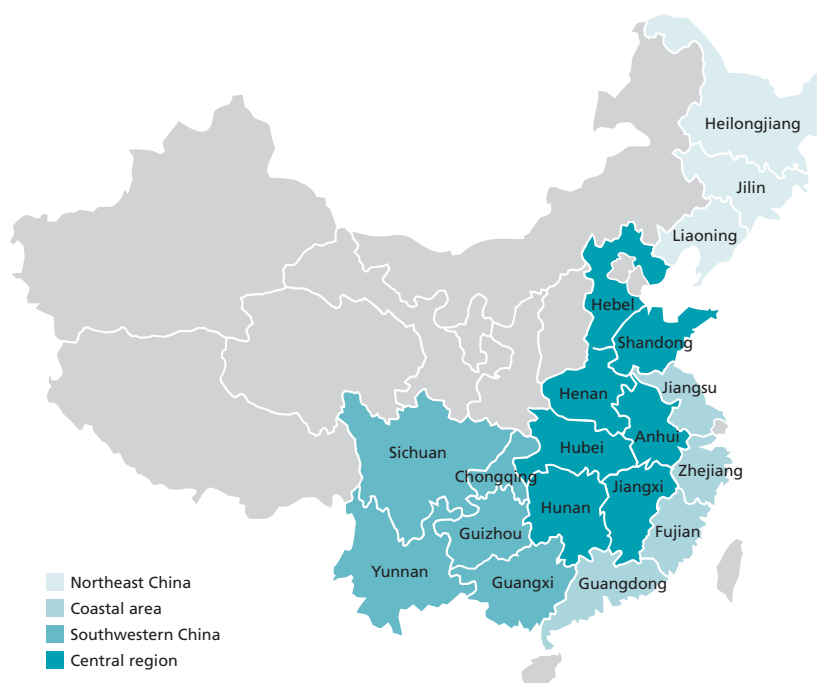 Heilongjiang
Jilin
Liaoning
Hebel
Shandong
Jiangsu
Henan
Anhui
Hubei
Sichuan
Chongqing
Zhejiang
Jiangxi
Hunan
Fujian
Guizhou
Yunnan
Guangxi
Guangdong
Northeast China
Coastal area
Southwestern China
Central region